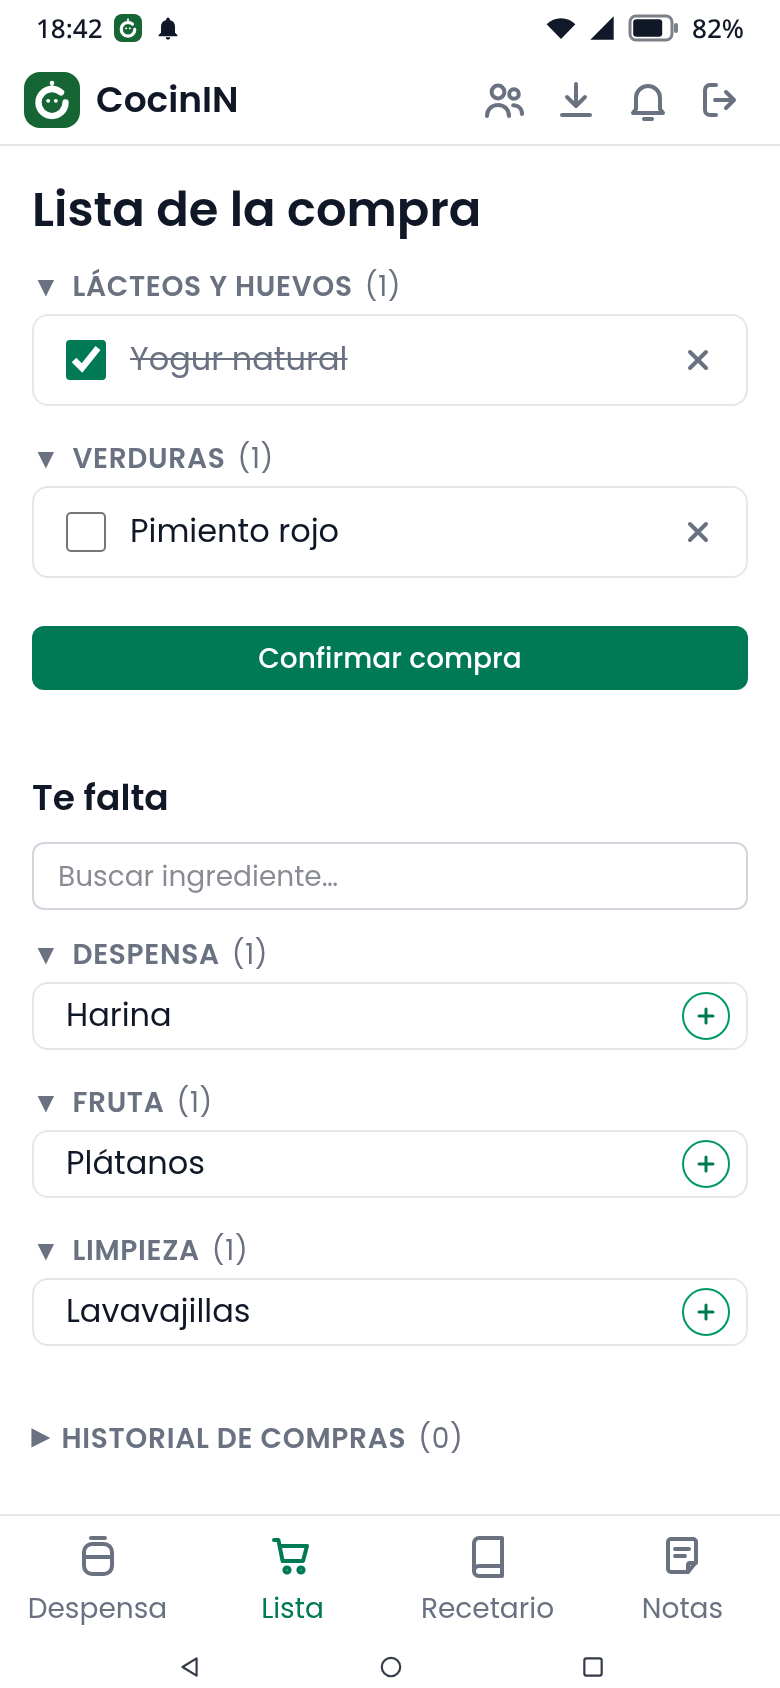 18:42
82%
CocinIN
Lista de la compra
▼ LÁCTEOS Y HUEVOS (1)
Yogur natural
▼ VERDURAS (1)
Pimiento rojo
Confirmar compra
Te falta
Buscar ingrediente...
▼ DESPENSA (1)
Harina
▼ FRUTA (1)
Plátanos
▼ LIMPIEZA (1)
Lavavajillas
▶ HISTORIAL DE COMPRAS (0)
Despensa
Lista
Recetario
Notas